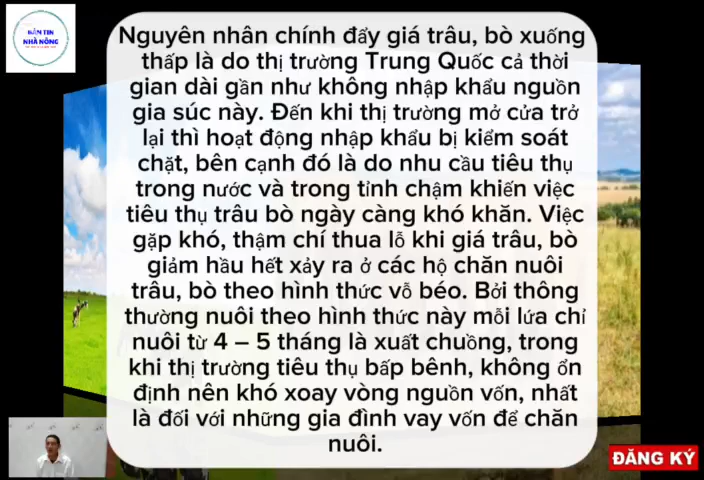 BẢN TIN
NHÀ NÔNG
Nguyên nhân chính đẩy giá trâu, bò xuống
thấp là do thị trường Trung Quốc cả thời
gian dài gần như không nhập khẩu nguồn
gia súc này. Đến khi thị trường mở cửa trở
lại thì hoạt động nhập khẩu bị kiểm soát
chặt, bên cạnh đó là do nhu cầu tiêu thụ
trong nước và trong tỉnh chậm khiến việc
tiêu thụ trâu bò ngày càng khó khăn. Việc
gặp khó, thậm chí thua lỗ khi giá trâu, bò
giảm hầu hết xảy ra ở các hộ chăn nuôi
trâu, bò theo hình thức vỗ béo. Bởi thông
thường nuôi theo hình thức này mỗi lứa chỉ
nuôi từ 4 – 5 tháng là xuất chuồng, trong
khi thị trường tiêu thụ bấp bênh, không ổn
định nên khó xoay vòng nguồn vốn, nhất
là đối với những gia đình vay vốn để chăn
nuôi.
ĐĂNG KÝ